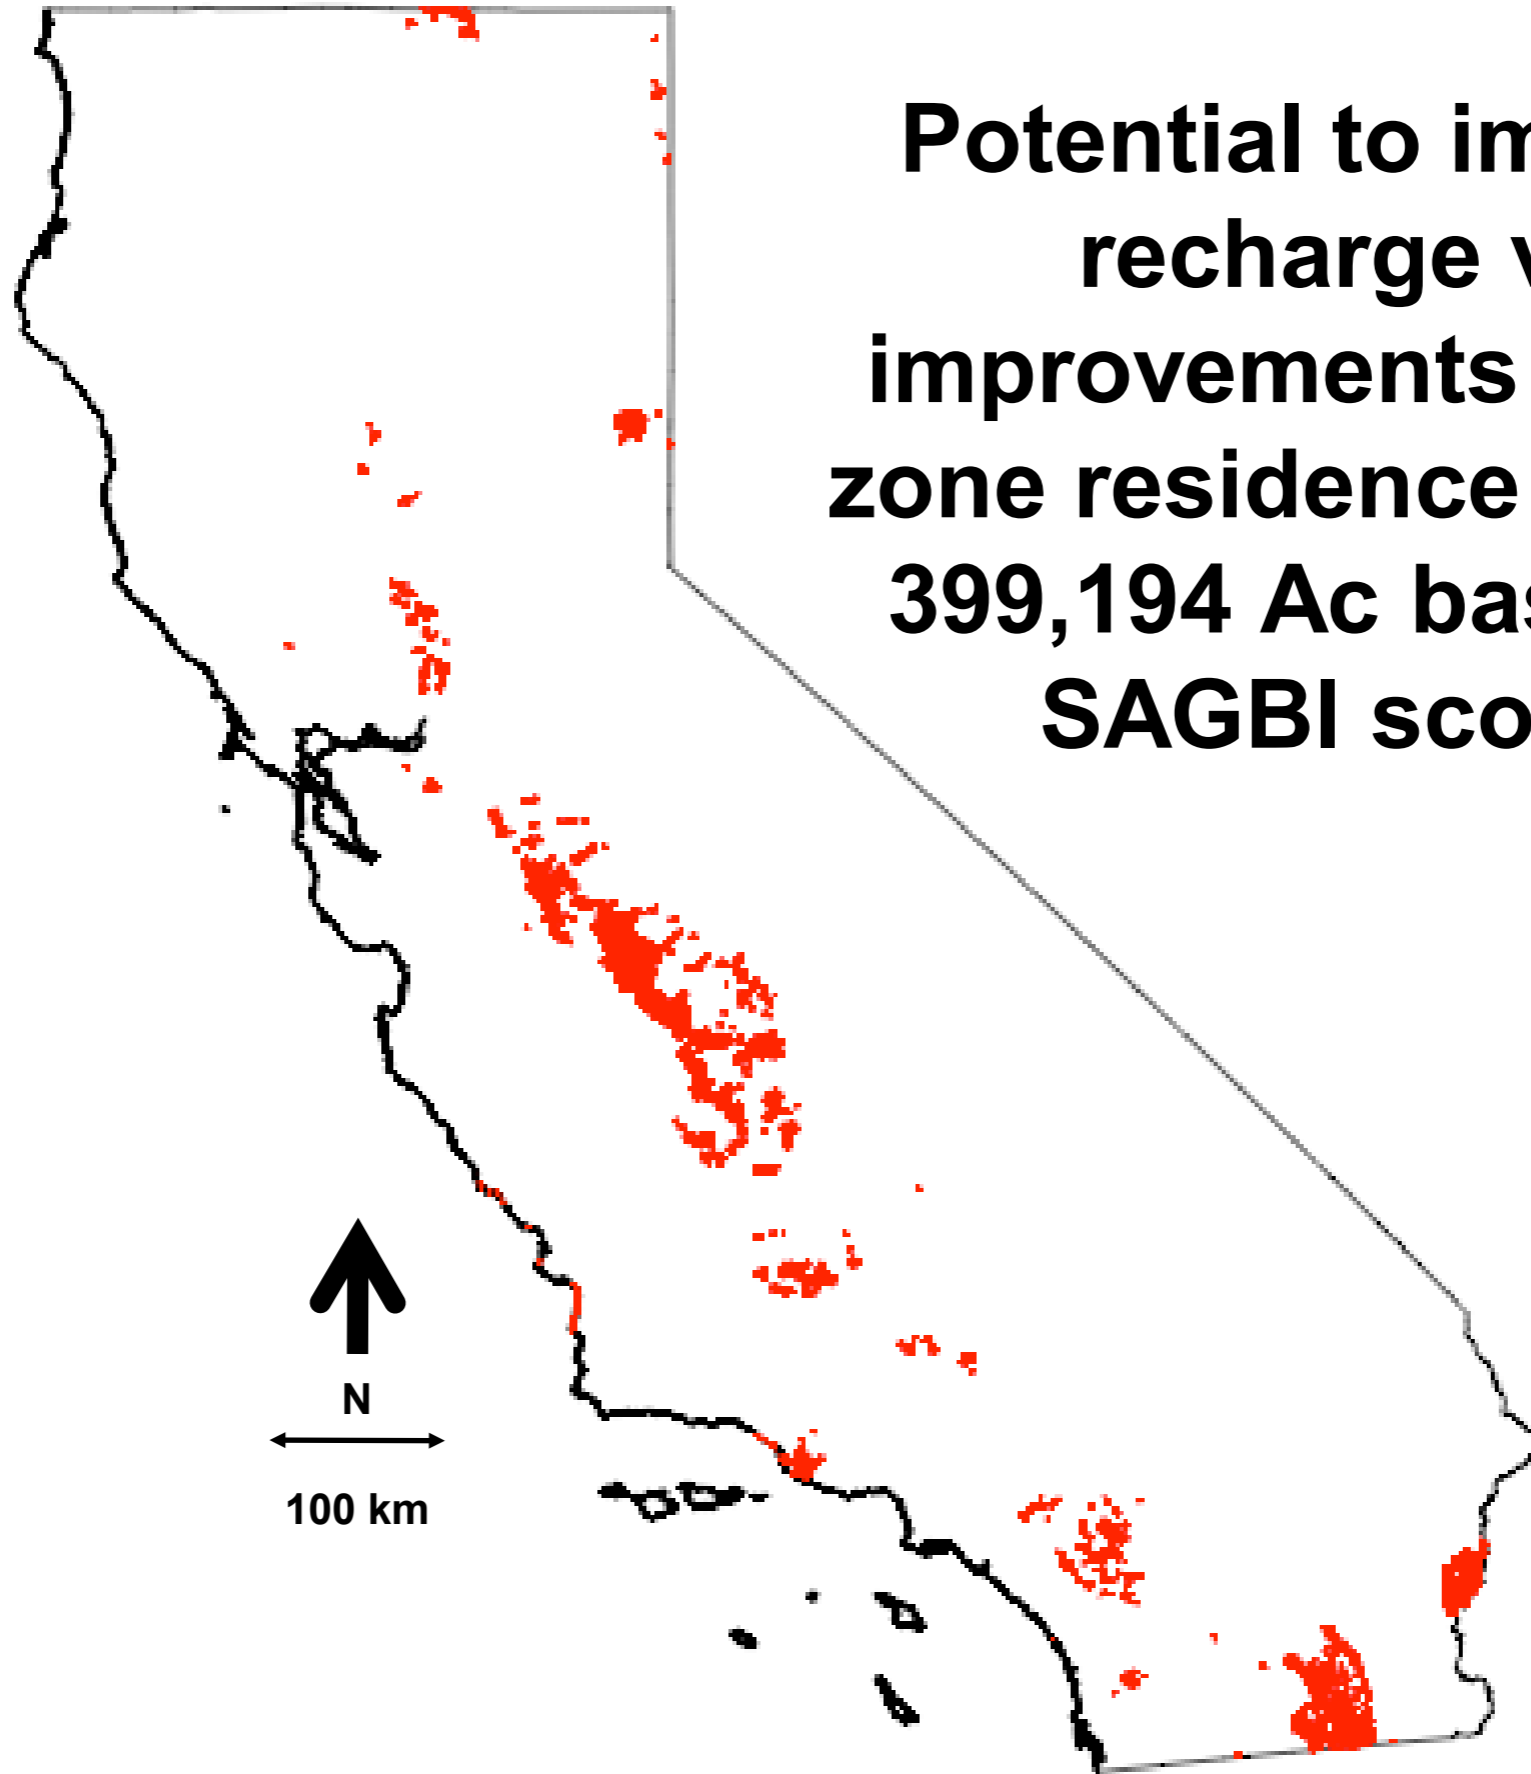 Potential to im
recharge v
improvements
zone residence
399,194 Ac bas
SAGBI sco
N
100 km